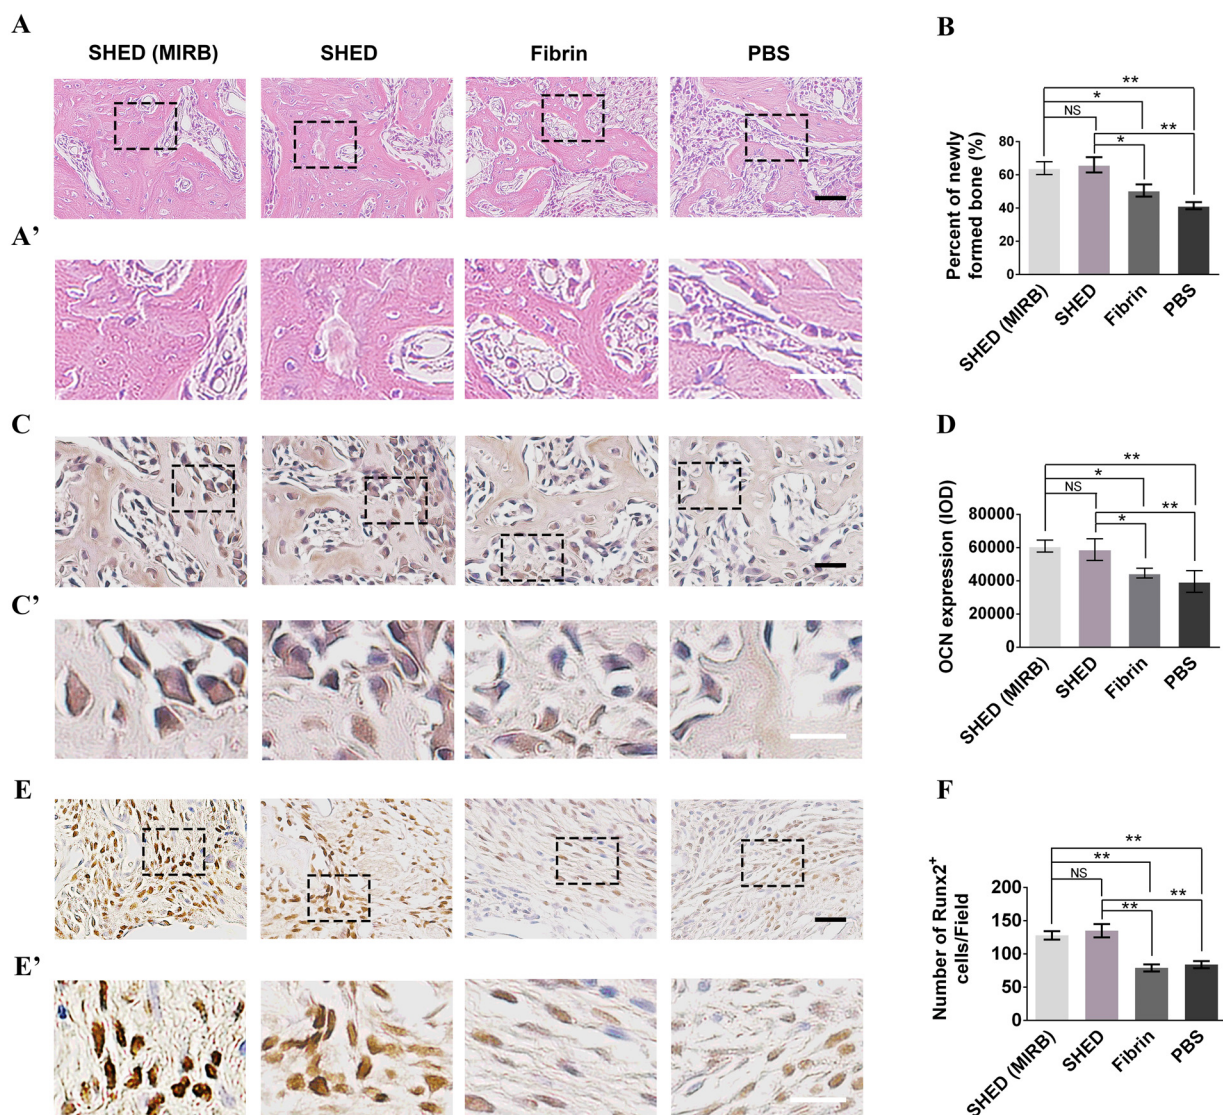 A
SHED (MIRB)
SHED
Fibrin
PBS
A’
C
C’
E
E’
B
**
*
NS
**
*
Percent of newly
formed bone (%)
80
60
40
20
0
SHED (MIRB)
SHED
Fibrin
PBS
D
**
*
NS
**
*
OCN expression (IOD)
80000
60000
40000
20000
0
SHED (MIRB)
SHED
Fibrin
PBS
F
**
**
NS
**
**
Number of Runx2+
cells/Field
200
150
100
50
0
SHED (MIRB)
SHED
Fibrin
PBS